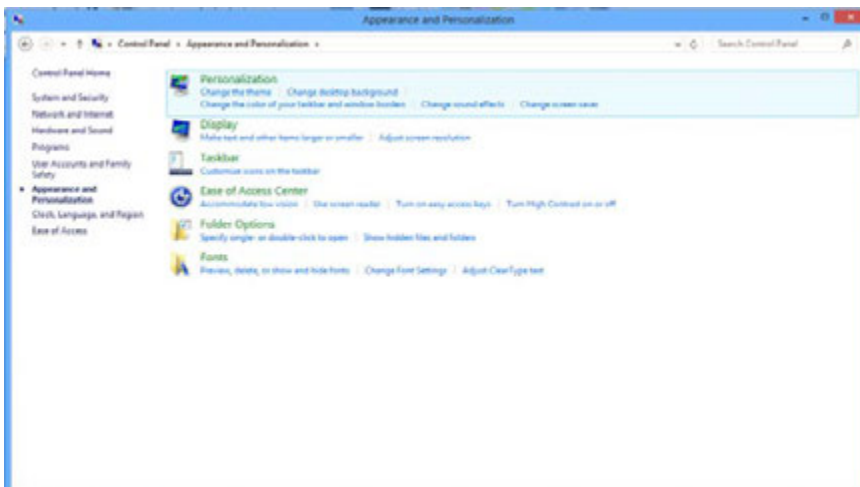 Appearance and Personalization
Control Panel › Appearance and Personalization ›
Search Control Panel
Control Panel Home
System and Security
Network and Internet
Hardware and Sound
Programs
User Accounts and Family
Safety
Appearance and
Personalization
Clock, Language, and Region
Ease of Access
Personalization
Change the theme | Change desktop background
Change the color of your taskbar and window borders | Change sound effects | Change screen saver
Display
Make text and other items larger or smaller | Adjust screen resolution
Taskbar
Customize icons on the taskbar
Ease of Access Center
Accommodate low vision | Use screen reader | Turn on easy access keys | Turn High Contrast on or off
Folder Options
Specify single- or double-click to open | Show hidden files and folders
Fonts
Preview, delete, or show and hide fonts | Change Font Settings | Adjust ClearType text